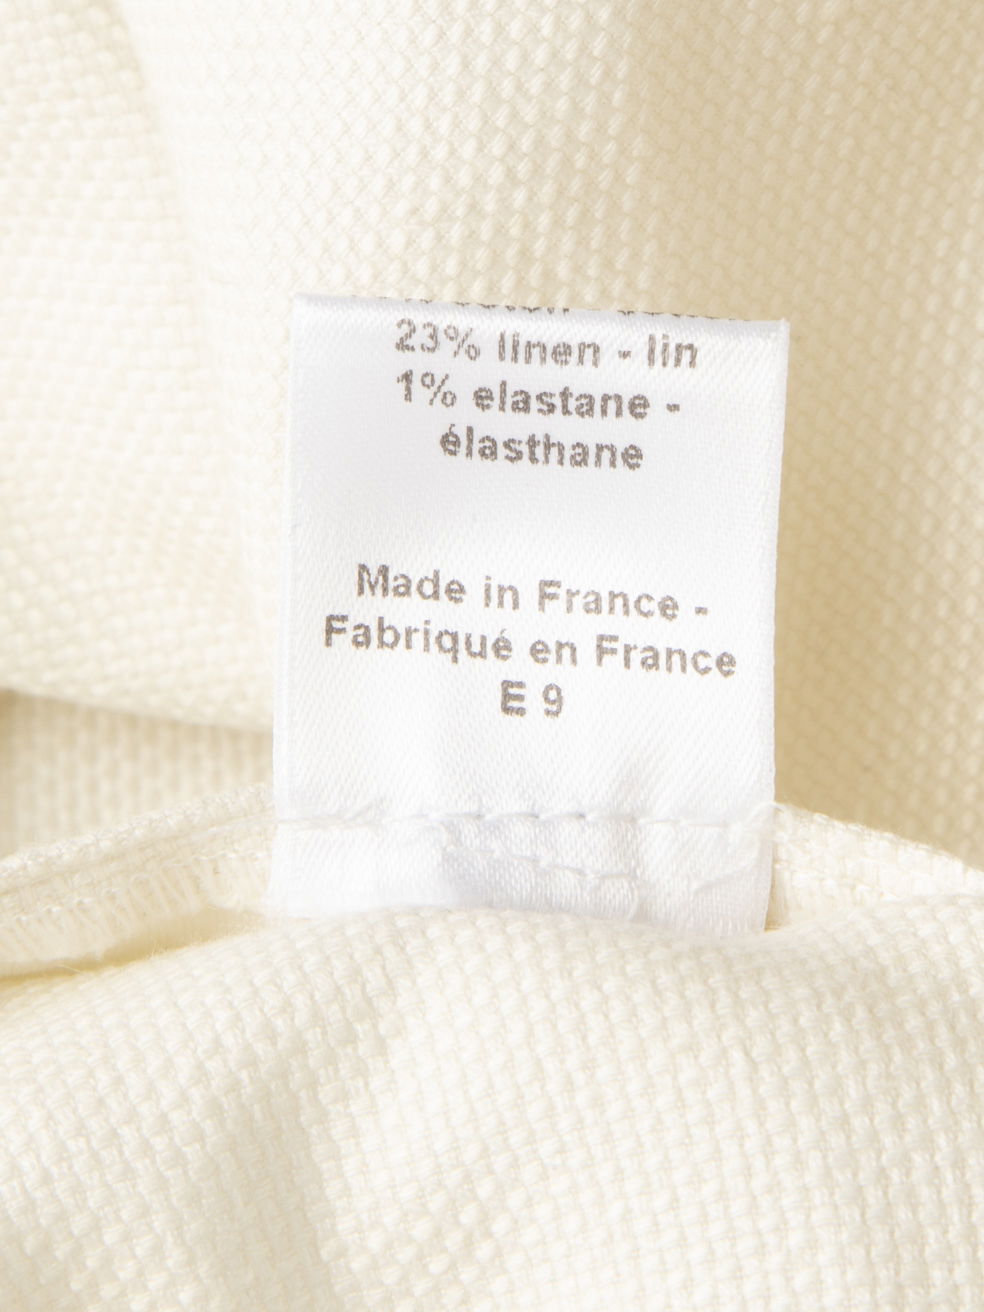 23% linen - lin
1% elastane -
élasthane
Made in France -
Fabriqué en France
E 9